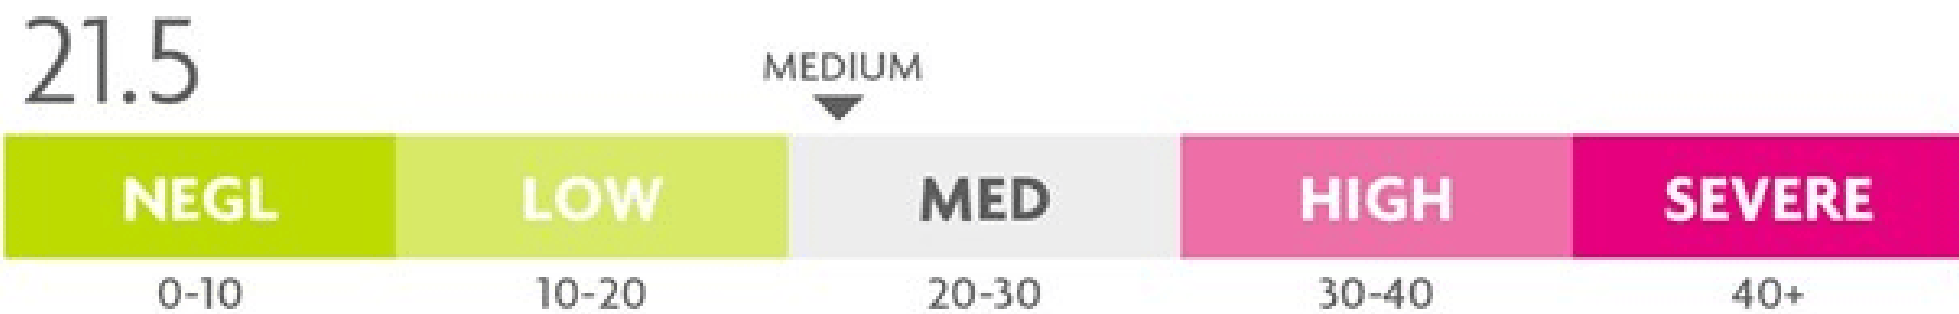 21.5
MEDIUM
NEGL LOW MED HIGH SEVERE
0-10 10-20 20-30 30-40 40+